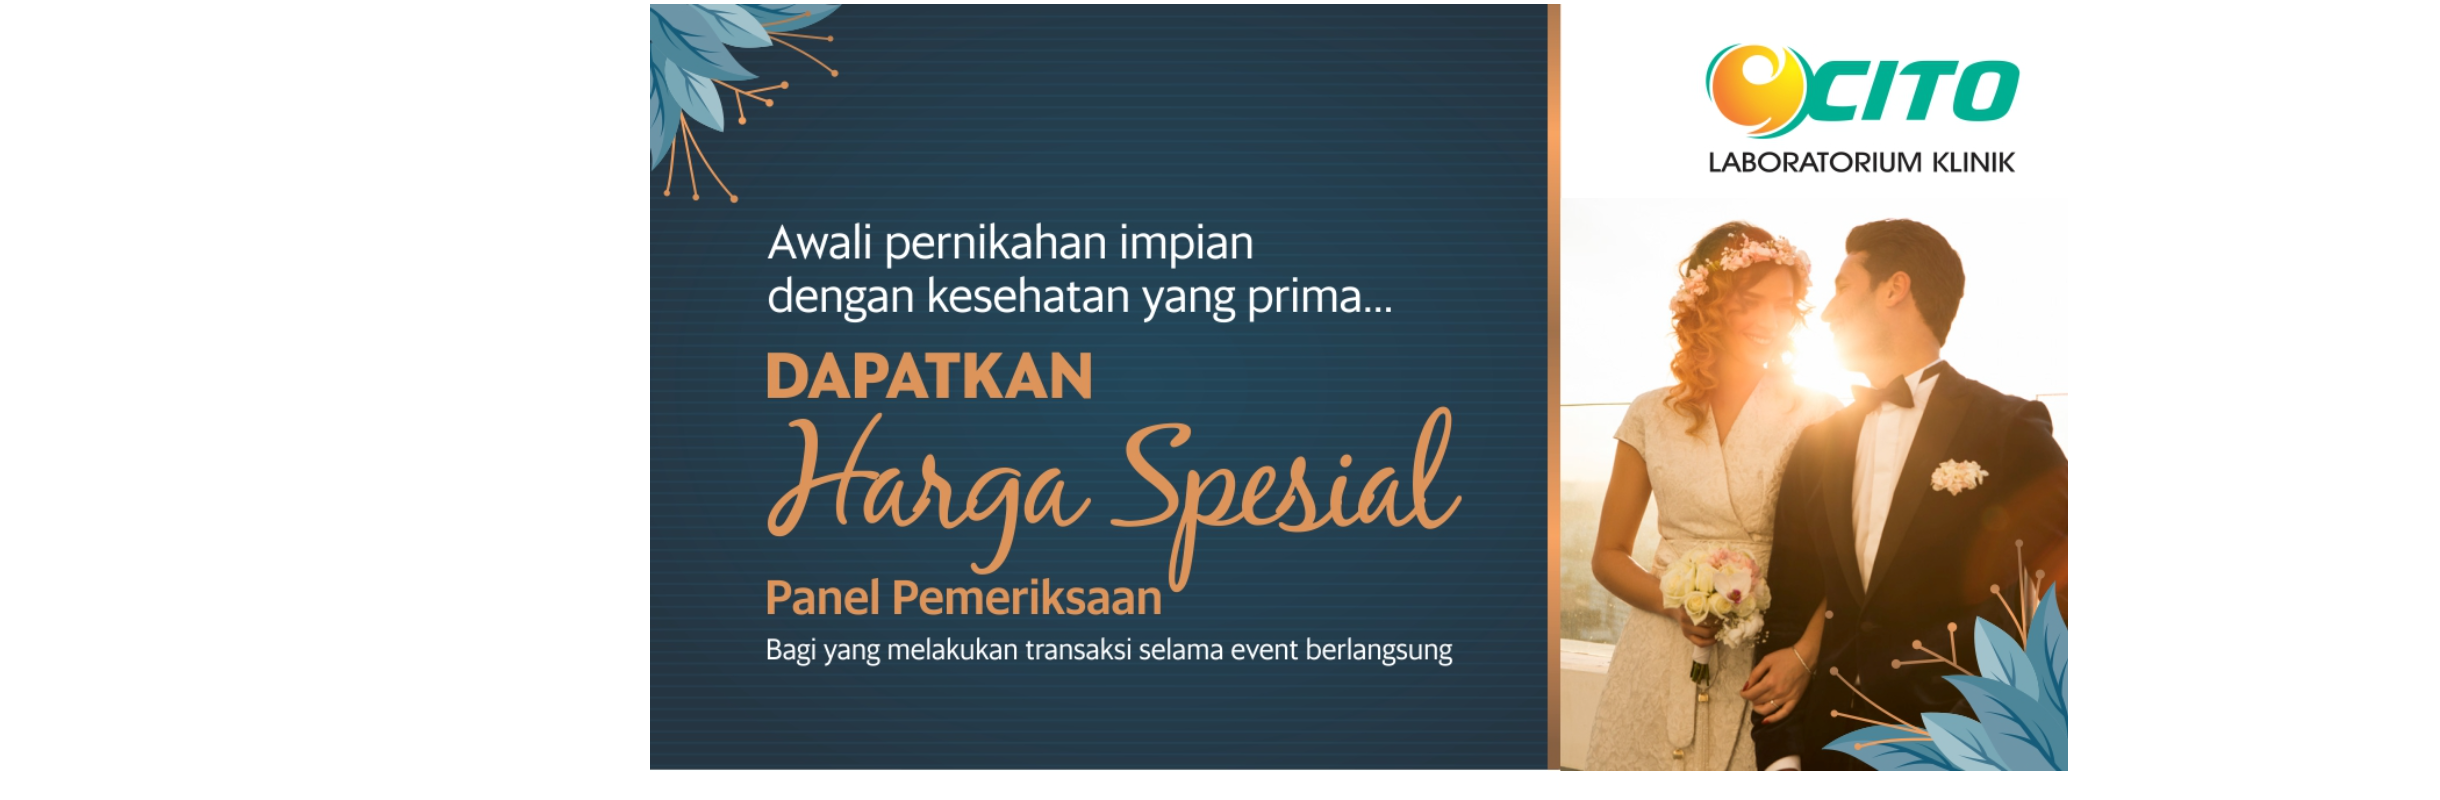 Awali pernikahan impian
dengan kesehatan yang prima...
DAPATKAN
Harga Spesial
Panel Pemeriksaan
Bagi yang melakukan transaksi selama event berlangsung
CITO
LABORATORIUM KLINIK